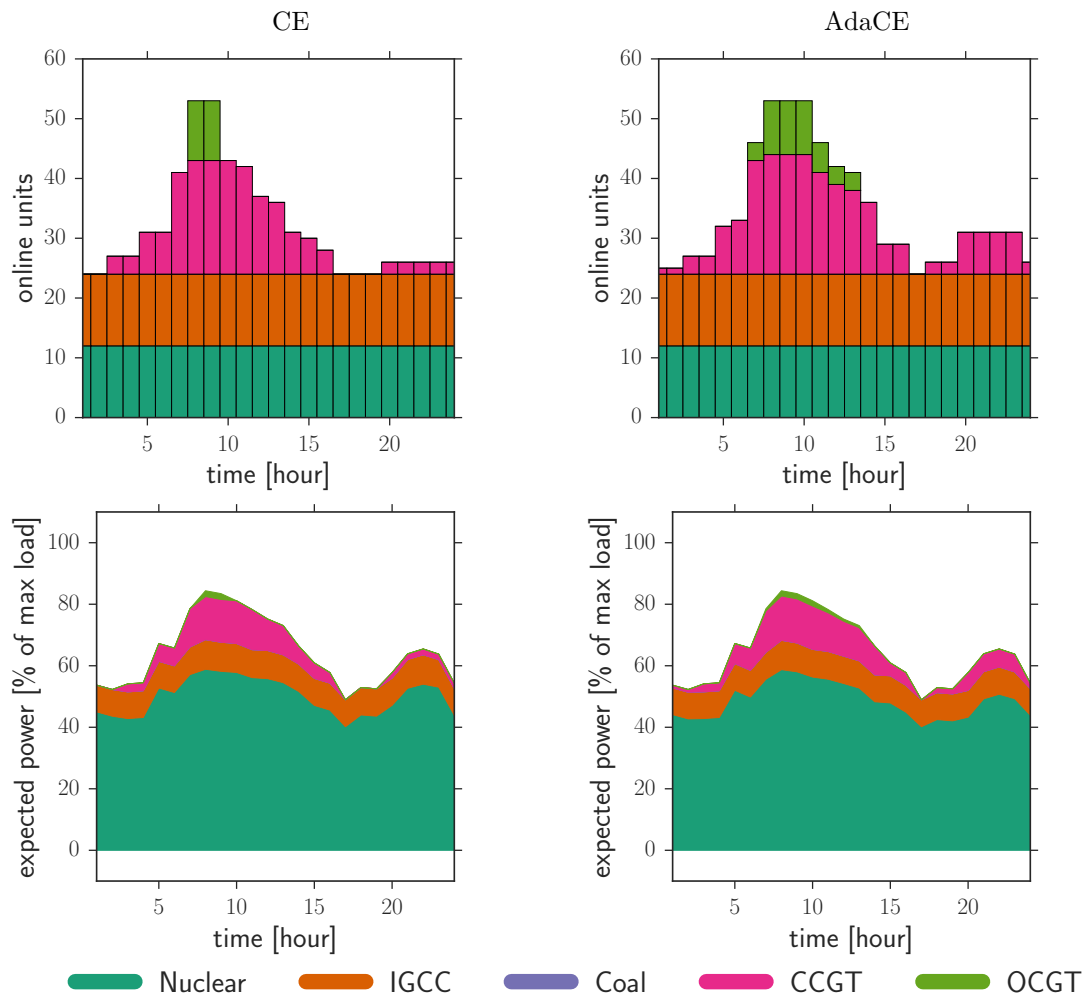 CE
AdaCE
60
50
40
30
20
10
0
online units
5 10 15 20
time [hour]
60
50
40
30
20
10
0
online units
5 10 15 20
time [hour]
100
80
60
40
20
0
expected power [% of max load]
5 10 15 20
time [hour]
100
80
60
40
20
0
expected power [% of max load]
5 10 15 20
time [hour]
Nuclear IGCC Coal CCGT OCGT